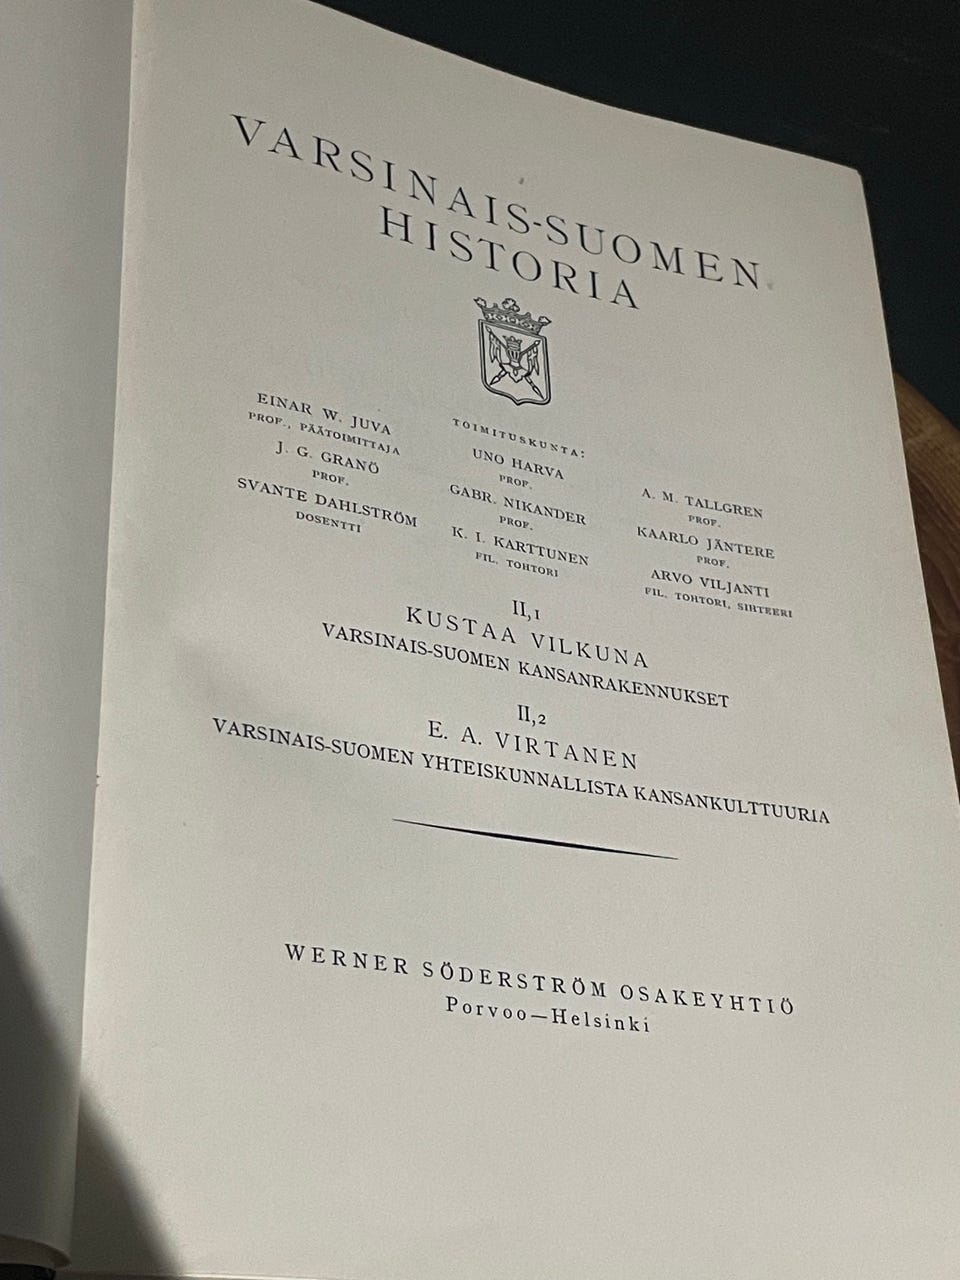 VARSINAIS-SUOMEN
HISTORIA
TOIMITUSKUNTA:
EINAR W. JUVA
PROF., PÄÄTOIMITTAJA
J. G. GRANÖ
PROF.
SVANTE DAHLSTRÖM
DOSENTTI
UNO HARVA
PROF.
GABR. NIKANDER
PROF.
K. I. KARTTUNEN
FIL. TOHTORI
A. M. TALLGREN
PROF.
KAARLO JÄNTERE
PROF.
ARVO VILJANTI
FIL. TOHTORI, SIHTEERI
II,1
KUSTAA VILKUNA
VARSINAIS-SUOMEN KANSANRAKENNUKSET
II,2
E. A. VIRTANEN
VARSINAIS-SUOMEN YHTEISKUNNALLISTA KANSANKULTTUURIA
WERNER SÖDERSTRÖM OSAKEYHTIÖ
Porvoo—Helsinki